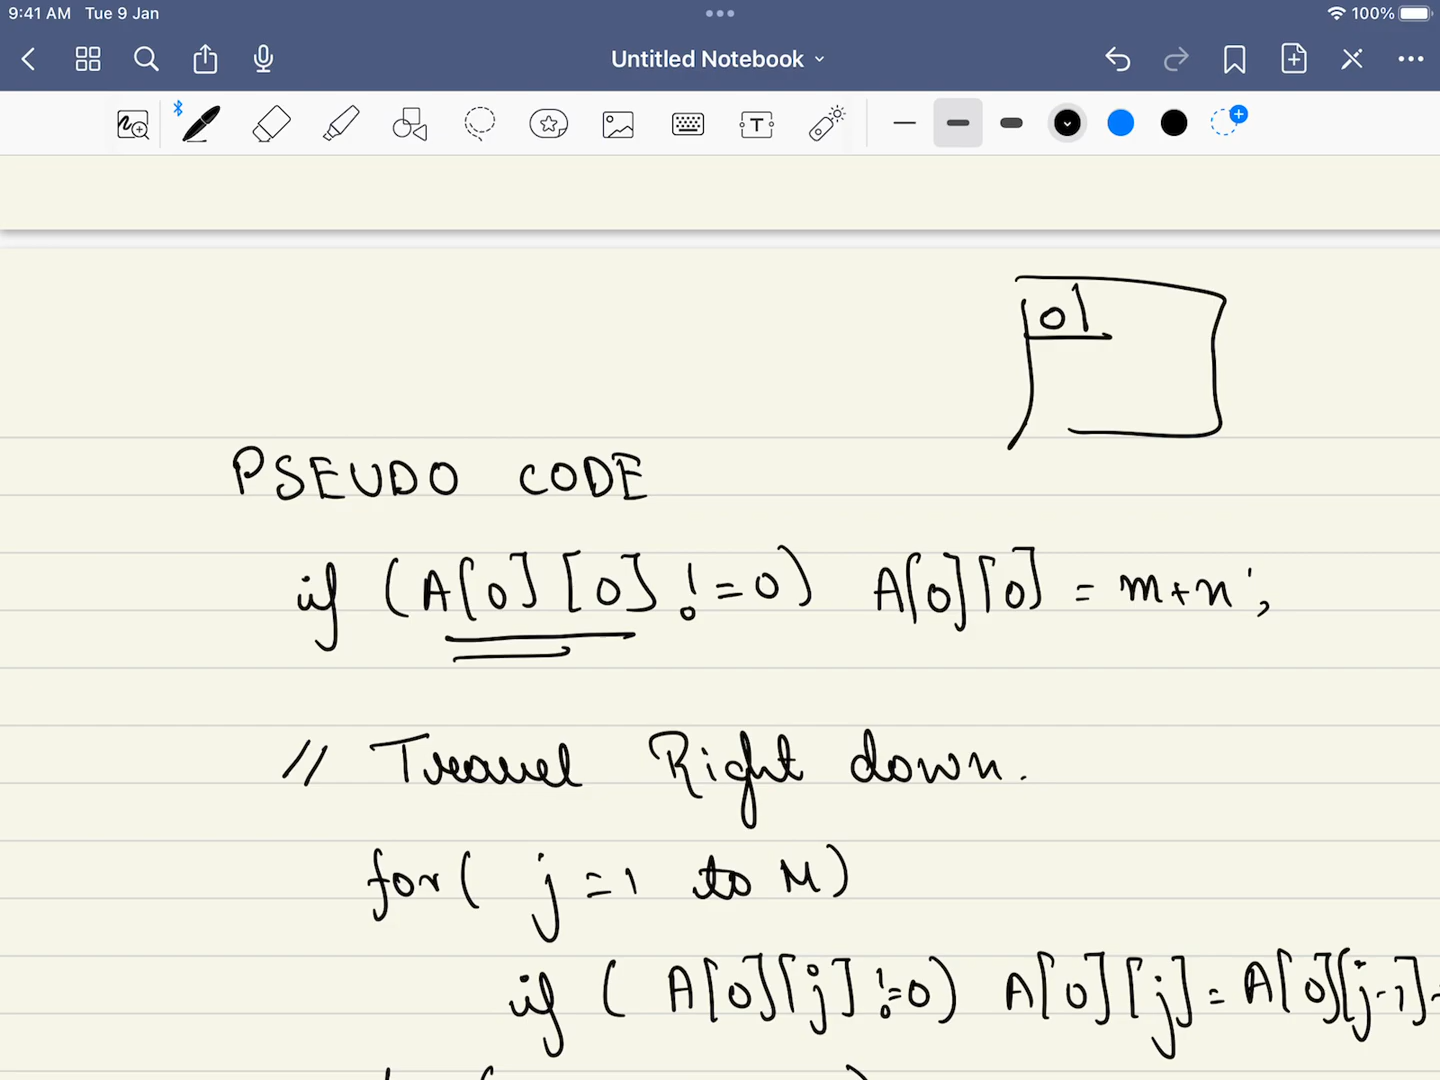 9:41 AM Tue 9 Jan
100%
Untitled Notebook
T
0
PSEUDO CODE
if (A[0][0] != 0) A[0][0] = m+n;
// Travel Right down.
for( j=1 to M)
if ( A[0][j] != 0) A[0][j] = A[0][j-1]